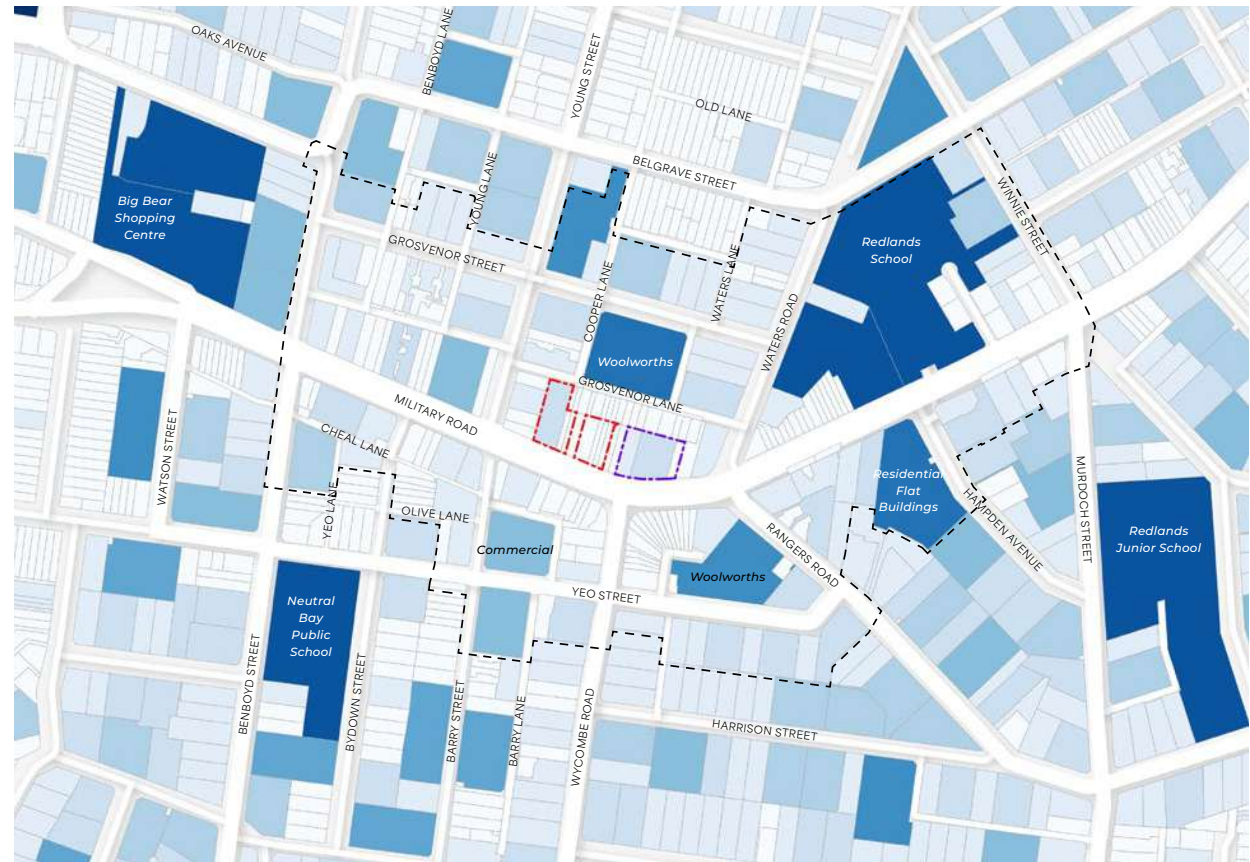 OAKS AVENUE
BENBOYD LANE
YOUNG STREET
OLD LANE
BELGRAVE STREET
YOUNG LANE
WINNIE STREET
Big Bear
Shopping
Centre
GROSVENOR STREET
Redlands
School
COOPER LANE
WATERS LANE
WATERS ROAD
Woolworths
GROSVENOR LANE
MILITARY ROAD
CHEAL LANE
WATSON STREET
YEO LANE
OLIVE LANE
Commercial
Residential
Flat
Buildings
HAMPDEN AVENUE
MURDOCH STREET
RANGERS ROAD
Redlands
Junior School
Woolworths
YEO STREET
Neutral
Bay
Public
School
BENBOYD STREET
BYDOWN STREET
BARRY STREET
BARRY LANE
WYCOMBE ROAD
HARRISON STREET